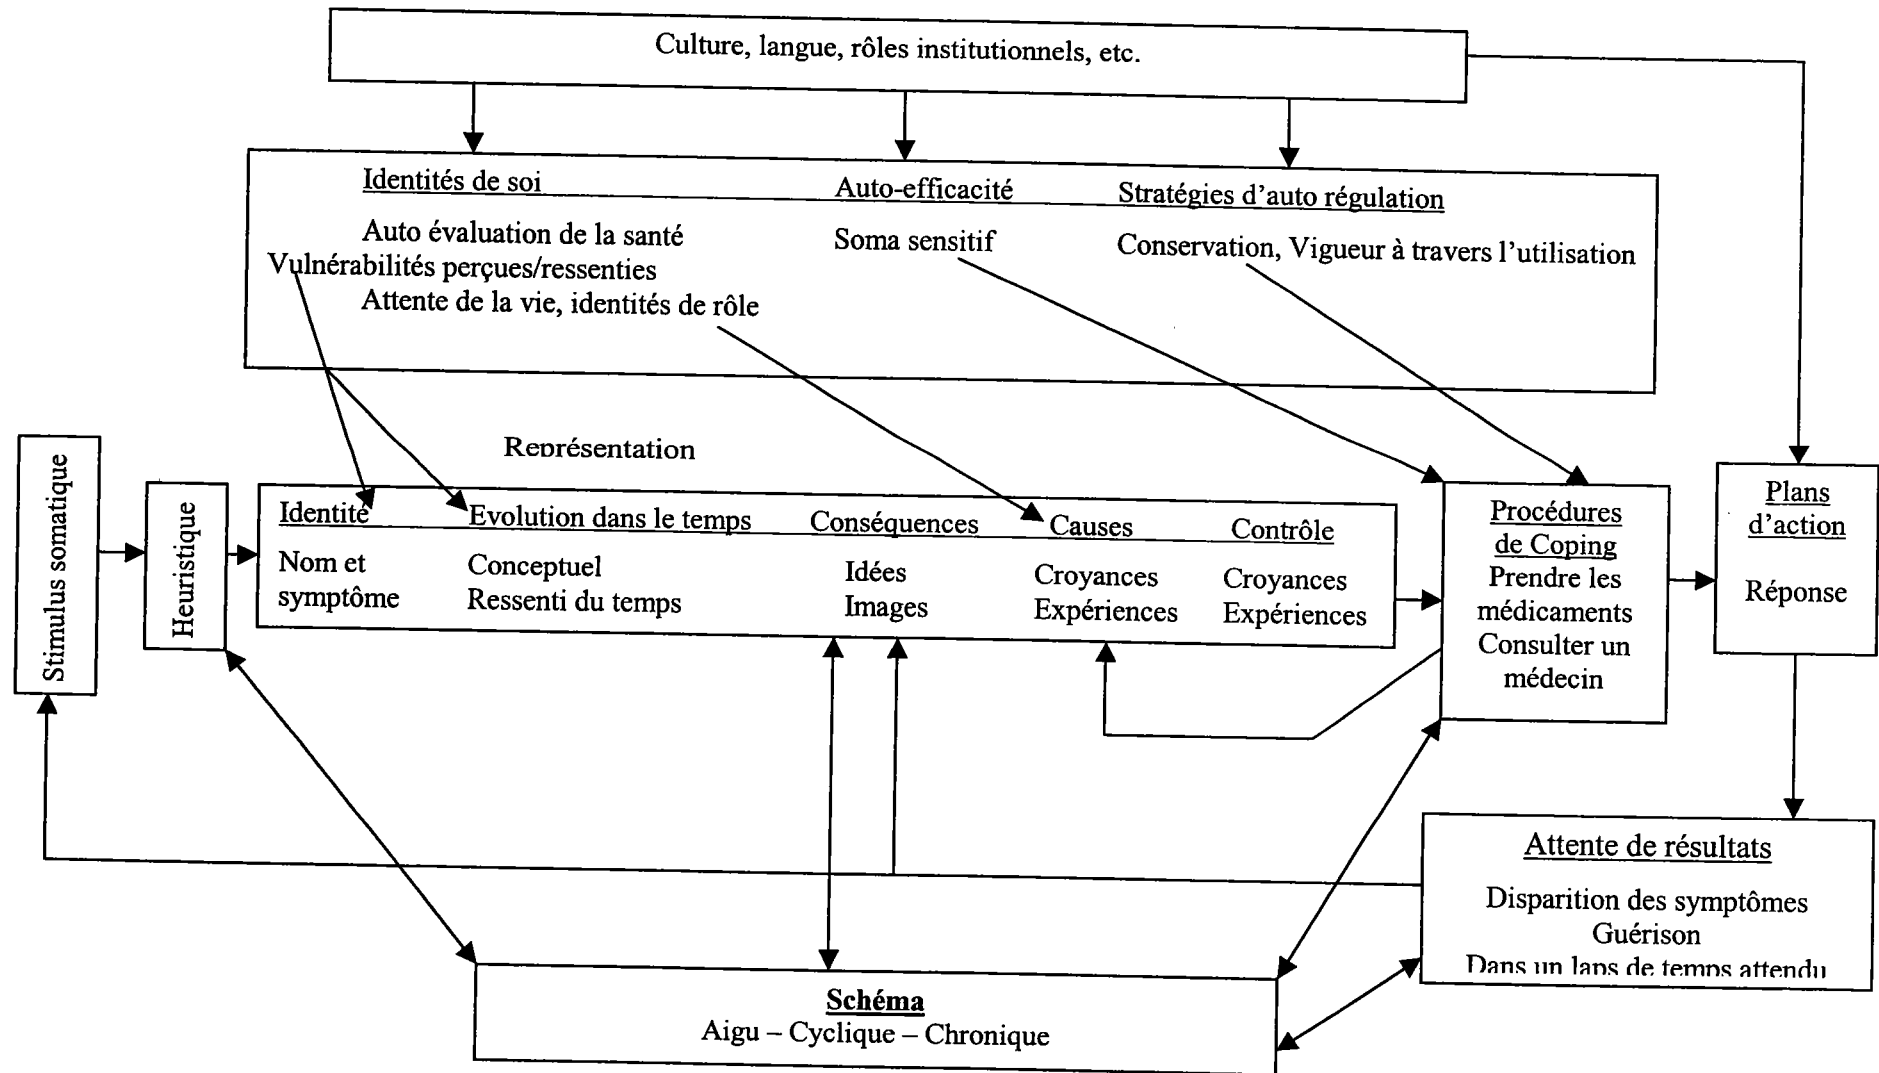 Culture, langue, rôles institutionnels, etc.
Identités de soi
Auto-efficacité
Stratégies d'auto régulation
Auto évaluation de la santé
Vulnérabilités perçues/ressenties
Attente de la vie, identités de rôle
Soma sensitif
Conservation, Vigueur à travers l'utilisation
Représentation
Stimulus somatique
Heuristique
Identité
Nom et
symptôme
Evolution dans le temps
Conceptuel
Ressenti du temps
Conséquences
Idées
Images
Causes
Croyances
Expériences
Contrôle
Croyances
Expériences
Procédures
de Coping
Prendre les
médicaments
Consulter un
médecin
Plans
d'action
Réponse
Attente de résultats
Disparition des symptômes
Guérison
Dans un laps de temps attendu
Schéma
Aigu – Cyclique – Chronique